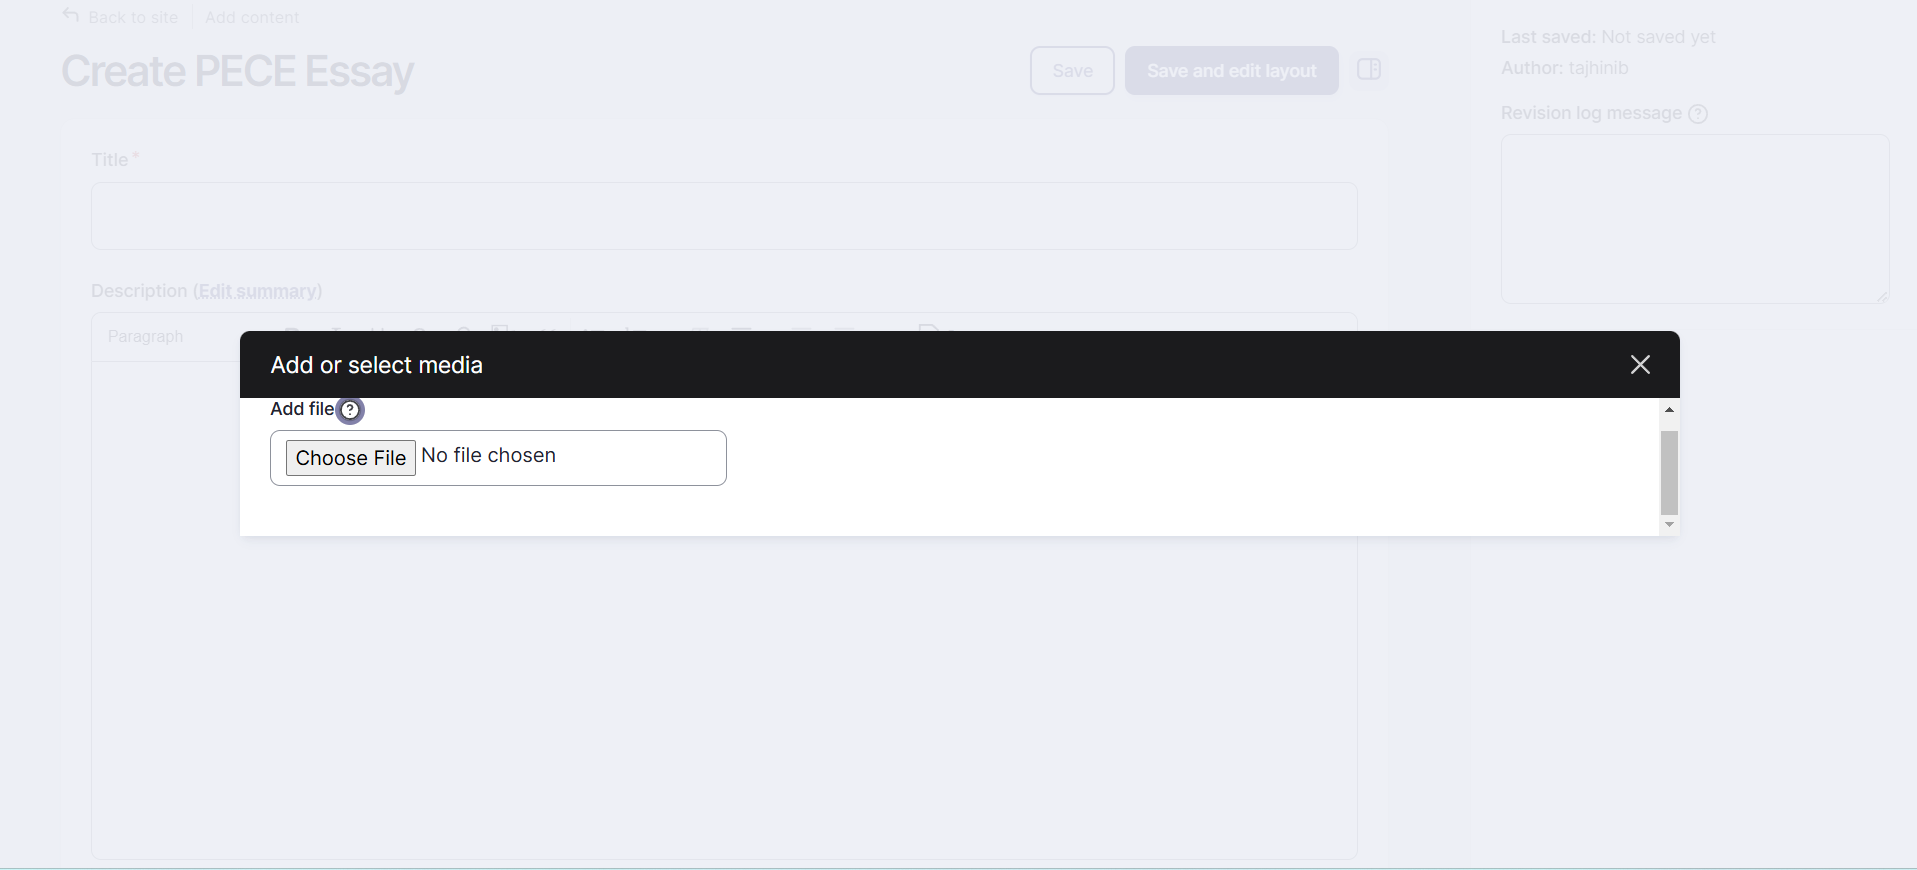 Back to site Add content
Create PECE Essay
Save Save and edit layout
Last saved: Not saved yet
Author: tajhinib
Revision log message ?
Title *
Description (Edit summary)
Paragraph
Add or select media
Add file ?
Choose File No file chosen